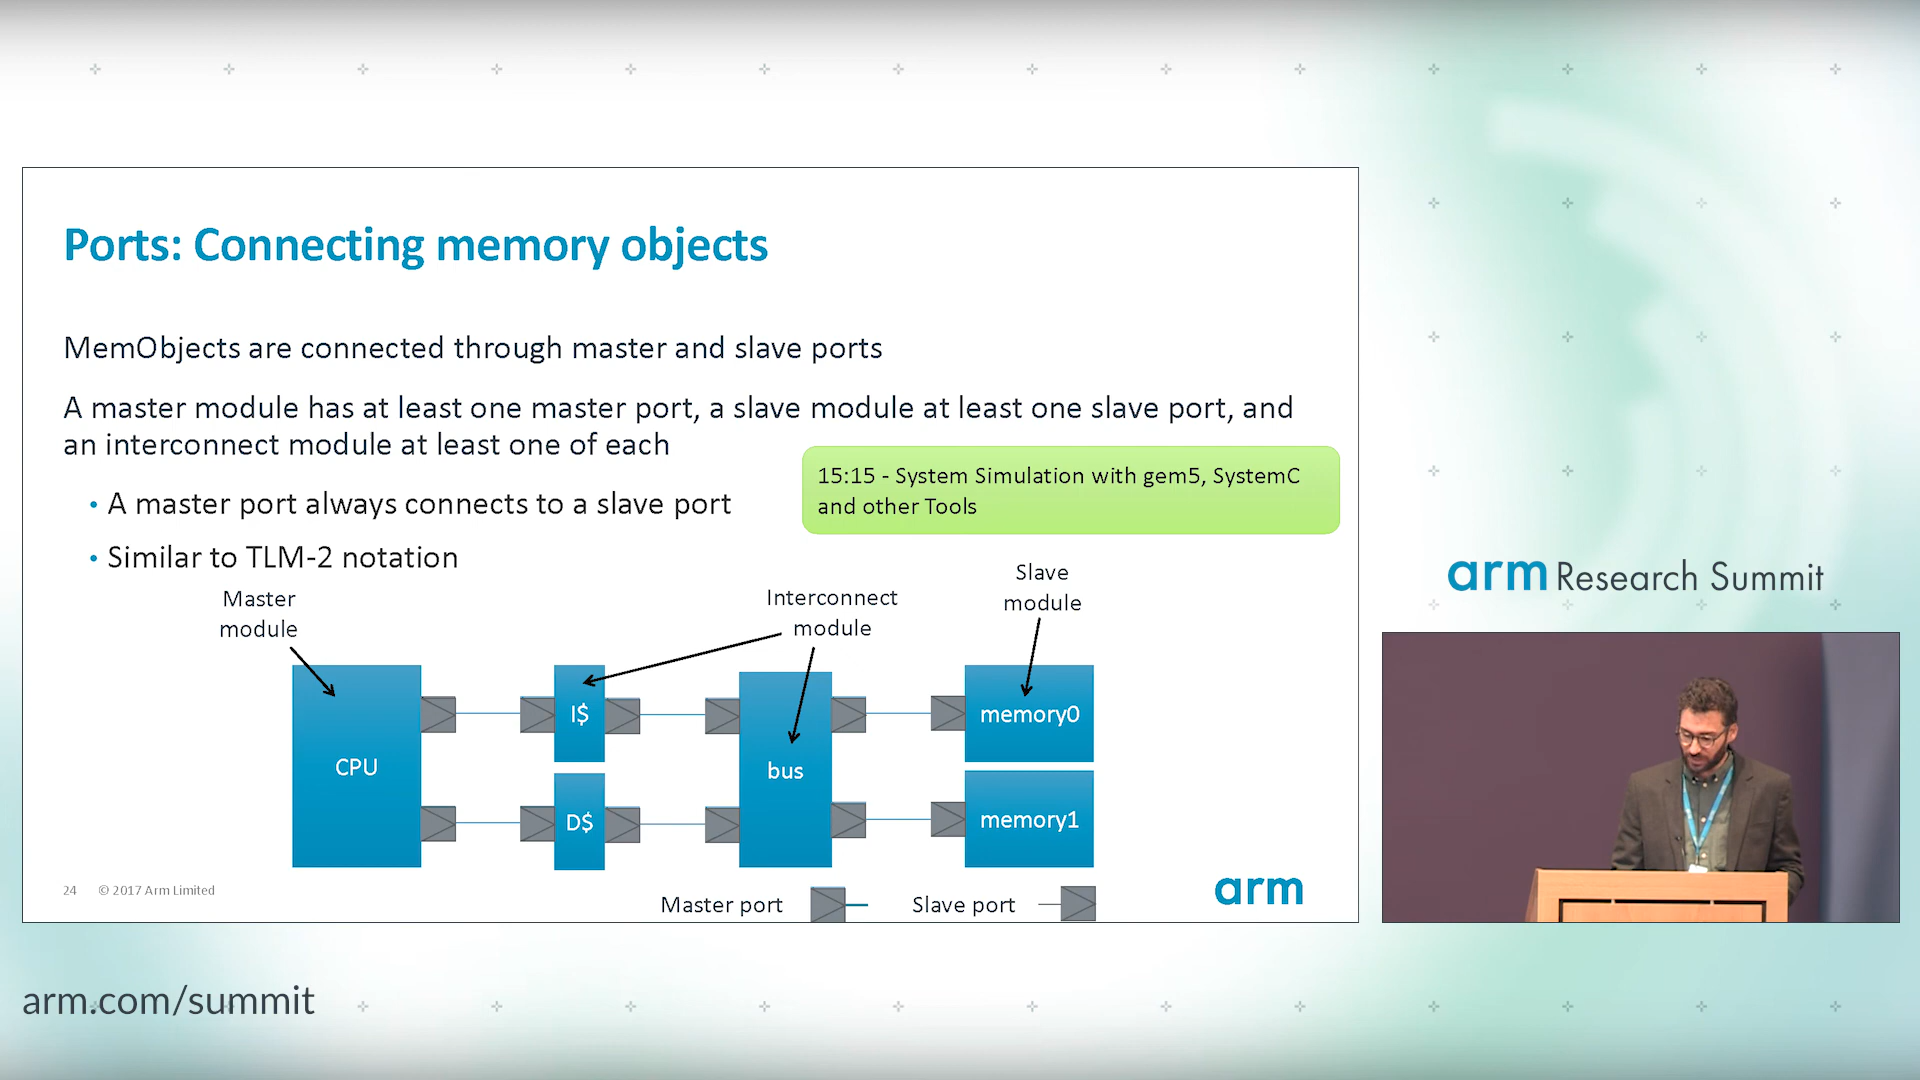 Ports: Connecting memory objects
MemObjects are connected through master and slave ports
A master module has at least one master port, a slave module at least one slave port, and
an interconnect module at least one of each
15:15 - System Simulation with gem5, SystemC
and other Tools
• A master port always connects to a slave port
• Similar to TLM-2 notation
Master
module
Interconnect
module
Slave
module
CPU
I$
D$
bus
memory0
memory1
24 © 2017 Arm Limited
Master port
Slave port
arm
arm Research Summit
arm.com/summit